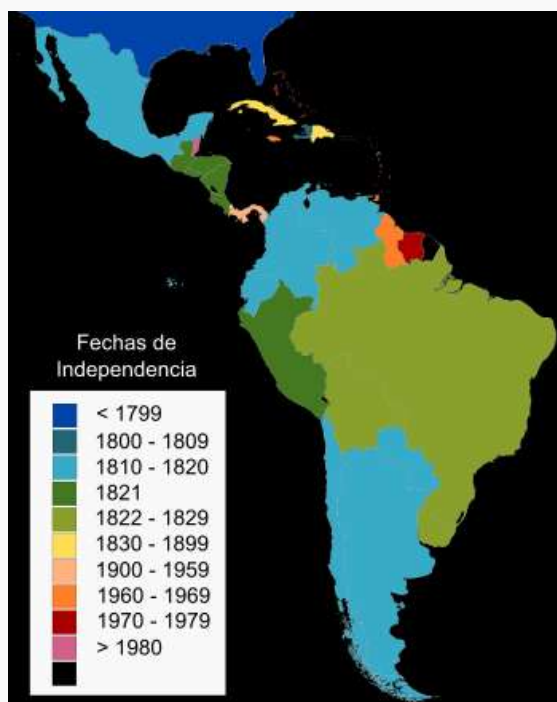 Fechas de
Independencia
< 1799
1800 - 1809
1810 - 1820
1821
1822 - 1829
1830 - 1899
1900 - 1959
1960 - 1969
1970 - 1979
> 1980